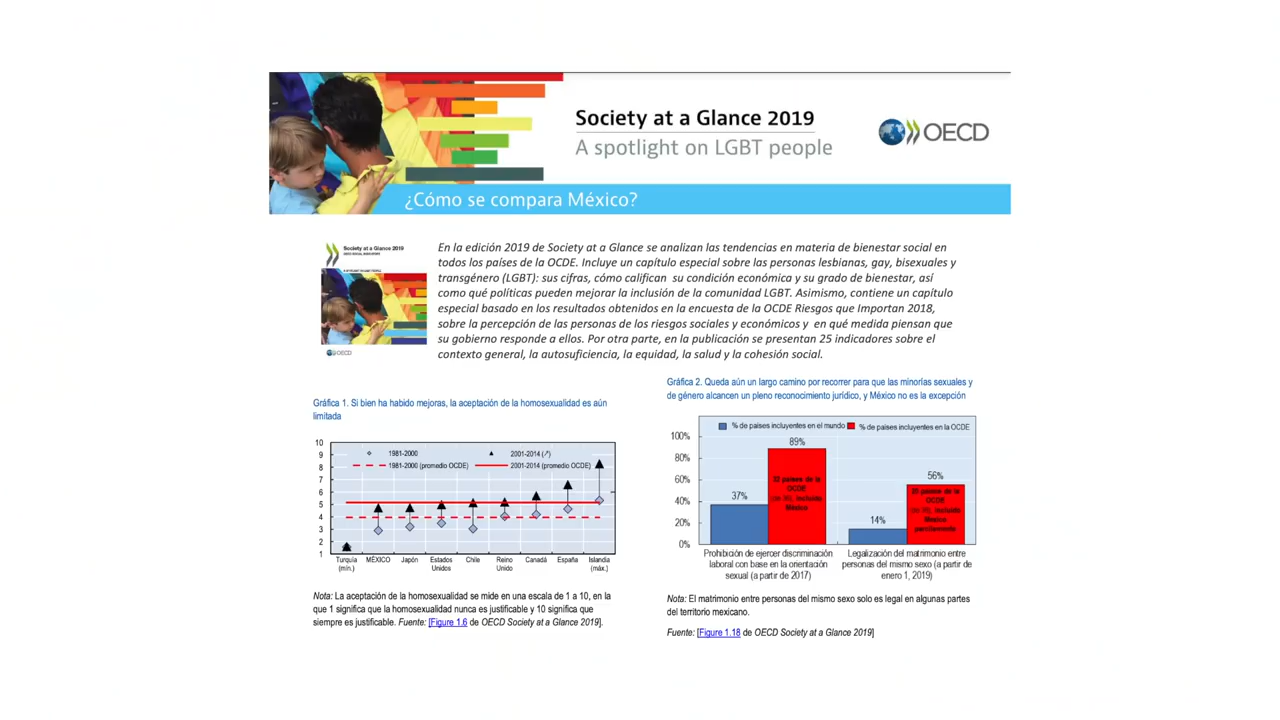 Society at a Glance 2019
A spotlight on LGBT people
OECD
¿Cómo se compara México?
Society at a Glance 2019
OECD
En la edición 2019 de Society at a Glance se analizan las tendencias en materia de bienestar social en
todos los países de la OCDE. Incluye un capítulo especial sobre las personas lesbianas, gay, bisexuales y
transgénero (LGBT): sus cifras, cómo califican su condición económica y su grado de bienestar, así
como qué políticas pueden mejorar la inclusión de la comunidad LGBT. Asimismo, contiene un capítulo
especial basado en los resultados obtenidos en la encuesta de la OCDE Riesgos que Importan 2018,
sobre la percepción de las personas de los riesgos sociales y económicos y en qué medida piensan que
su gobierno responde a ellos. Por otra parte, en la publicación se presentan 25 indicadores sobre el
contexto general, la autosuficiencia, la equidad, la salud y la cohesión social.
Gráfica 1. Si bien ha habido mejoras, la aceptación de la homosexualidad es aún
limitada
10
9
8
7
6
5
4
3
2
1
1981-2000
2001-2014 (↗)
1981-2000 (promedio OCDE)
2001-2014 (promedio OCDE)
Turquía
(mín.)
MÉXICO
Japón
Estados
Unidos
Chile
Reino
Unido
Canadá
España
Islandia
(máx.)
Nota: La aceptación de la homosexualidad se mide en una escala de 1 a 10, en la
que 1 significa que la homosexualidad nunca es justificable y 10 significa que
siempre es justificable. Fuente: [Figure 1.6 de OECD Society at a Glance 2019].
Gráfica 2. Queda aún un largo camino por recorrer para que las minorías sexuales y
de género alcancen un pleno reconocimiento jurídico, y México no es la excepción
% de países incluyentes en el mundo
% de países incluyentes en la OCDE
100%
80%
60%
40%
20%
0%
37%
89%
países de la
OCDE
incluido
México
14%
56%
países de la
OCDE
incluido
México
parcialmente
Prohibición de ejercer discriminación
laboral con base en la orientación
sexual (a partir de 2017)
Legalización del matrimonio entre
personas del mismo sexo (a partir de
enero 1, 2019)
Nota: El matrimonio entre personas del mismo sexo solo es legal en algunas partes
del territorio mexicano.
Fuente: [Figure 1.18 de OECD Society at a Glance 2019]